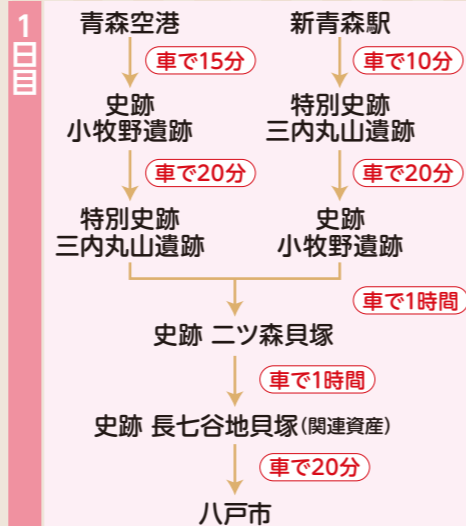 1日目
青森空港
新青森駅
車で15分
車で10分
史跡
小牧野遺跡
特別史跡
三内丸山遺跡
車で20分
車で20分
特別史跡
三内丸山遺跡
史跡
小牧野遺跡
車で1時間
史跡 二ツ森貝塚
車で1時間
史跡 長七谷地貝塚(関連資産)
車で20分
八戸市